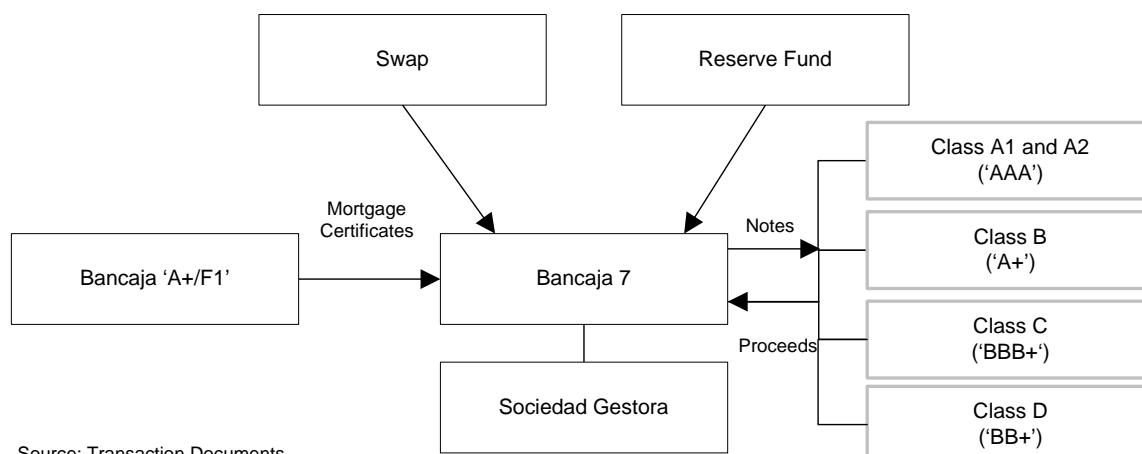 Swap
Reserve Fund
Class A1 and A2
(‘AAA’)
Mortgage
Certificates
Notes
Class B
(‘A+’)
Bancaja ‘A+/F1’
Bancaja 7
Proceeds
Class C
(‘BBB+‘)
Sociedad Gestora
Class D
(‘BB+’)
Source: Transaction Documents